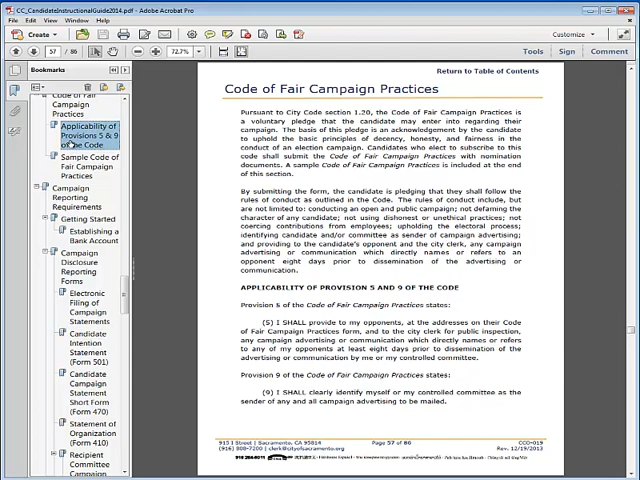 CC_CandidateInstructionalGuide2014.pdf - Adobe Acrobat Pro
File Edit View Window Help
Create
Customize
57 / 86
72.7%
Tools Sign Comment
Bookmarks
Code of Fair
Campaign
Practices
Applicability of
Provisions 5 & 9
of the Code
Sample Code of
Fair Campaign
Practices
Campaign
Reporting
Requirements
Getting Started
Establishing a
Bank Account
Campaign
Disclosure
Reporting
Forms
Electronic
Filing of
Campaign
Statements
Candidate
Intention
Statement
(Form 501)
Candidate
Campaign
Statement
Short Form
(Form 470)
Statement of
Organization
(Form 410)
Recipient
Committee
Campaign
Return to Table of Contents
Code of Fair Campaign Practices
Pursuant to City Code section 1.20, the Code of Fair Campaign Practices is
a voluntary pledge that the candidate may enter into regarding their
campaign. The basis of this pledge is an acknowledgement by the candidate
to uphold the basic principles of decency, honesty, and fairness in the
conduct of an election campaign. Candidates who elect to subscribe to this
code shall submit the Code of Fair Campaign Practices with nomination
documents. A sample Code of Fair Campaign Practices is included at the end
of this section.
By submitting the form, the candidate is pledging that they shall follow the
rules of conduct as outlined in the Code. The rules of conduct include, but
are not limited to: conducting an open and public campaign; not defaming the
character of any candidate; not using dishonest or unethical practices; not
coercing contributions from employees; upholding the electoral process;
identifying candidate and/or committee as sender of campaign advertising;
and providing to the candidate's opponent and the city clerk, any campaign
advertising or communication which directly names or refers to an
opponent eight days prior to dissemination of the advertising or
communication.
APPLICABILITY OF PROVISION 5 AND 9 OF THE CODE
Provision 5 of the Code of Fair Campaign Practices states:
(5) I SHALL provide to my opponents, at the addresses on their Code
of Fair Campaign Practices form, and to the city clerk for public inspection,
any campaign advertising or communication which directly names or refers
to any of my opponents at least eight days prior to dissemination of the
advertising or communication by me or my controlled committee.
Provision 9 of the Code of Fair Campaign Practices states:
(9) I SHALL clearly identify myself or my controlled committee as the
sender of any and all campaign advertising to be mailed.
915 I Street | Sacramento, CA 95814 Page 57 of 86 CCO-019
(916) 808-7200 | clerk@cityofsacramento.org Rev. 12/19/2013